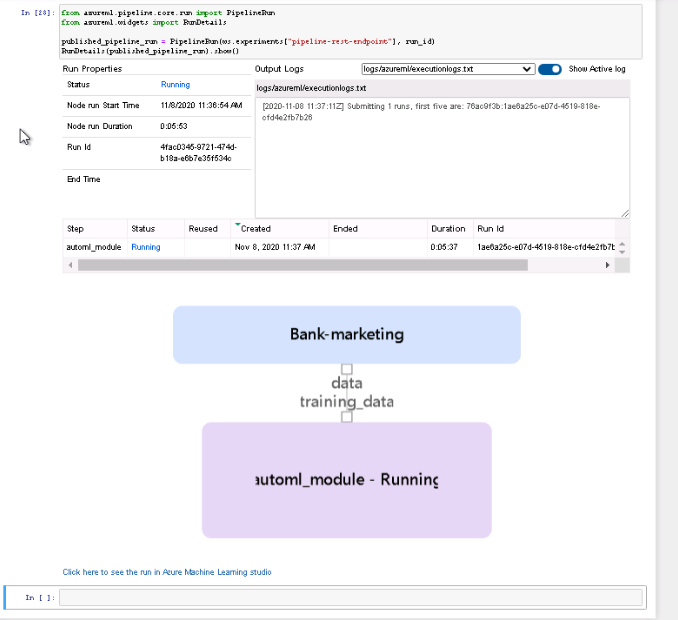 In [28]:
from azureml.pipeline.core.run import PipelineRun
from azureml.widgets import RunDetails
published_pipeline_run = PipelineRun(ws.experiments["pipeline-rest-endpoint"], run_id)
RunDetails(published_pipeline_run).show()
Run Properties
Status Running
Node run Start Time 11/8/2020 11:36:54 AM
Node run Duration 0:05:53
Run Id 4fac0345-9721-474d-
b18a-e6b7e35f534c
End Time
Output Logs logs/azureml/executionlogs.txt Show Active log
logs/azureml/executionlogs.txt
[2020-11-08 11:37:11Z] Submitting 1 runs, first five are: 76ac9f3b:1ae6a25c-e07d-4519-818e-
cfd4e2fb7b26
Step Status Reused Created Ended Duration Run Id
automl_module Running Nov 8, 2020 11:37 AM 0:05:37 1ae6a25c-e07d-4519-818e-cfd4e2fb7b
Bank-marketing
data
training_data
automl_module - Running
Click here to see the run in Azure Machine Learning studio
In [ ]: